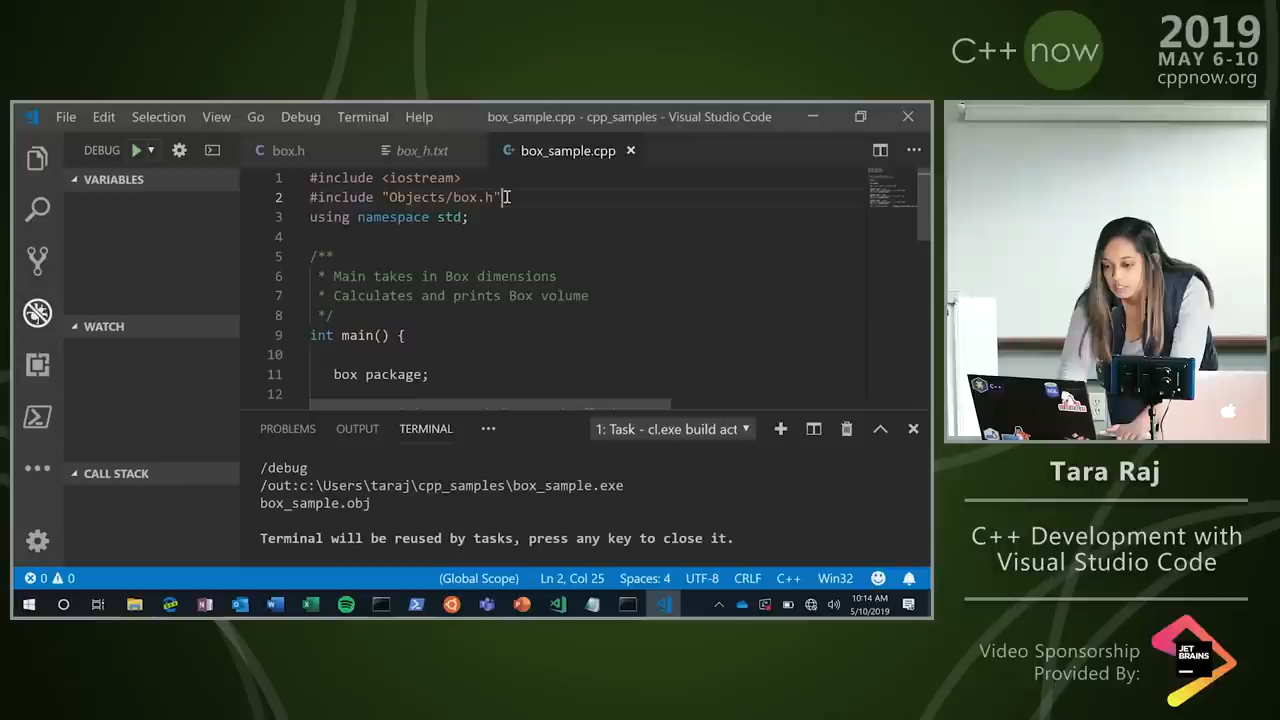 C++ now
2019
MAY 6-10
cppnow.org
File Edit Selection View Go Debug Terminal Help
box_sample.cpp - cpp_samples - Visual Studio Code
DEBUG
box.h
box_h.txt
box_sample.cpp
VARIABLES
WATCH
CALL STACK
1 #include <iostream>
2 #include "Objects/box.h"
3 using namespace std;
4
5 /**
6 * Main takes in Box dimensions
7 * Calculates and prints Box volume
8 */
9 int main() {
10
11 box package;
12
PROBLEMS OUTPUT TERMINAL
1: Task - cl.exe build act
/debug
/out:c:\Users\taraj\cpp_samples\box_sample.exe
box_sample.obj
Terminal will be reused by tasks, press any key to close it.
0 0 (Global Scope) Ln 2, Col 25 Spaces: 4 UTF-8 CRLF C++ Win32
10:14 AM
5/10/2019
Tara Raj
C++ Development with
Visual Studio Code
Video Sponsorship
Provided By:
JET
BRAINS